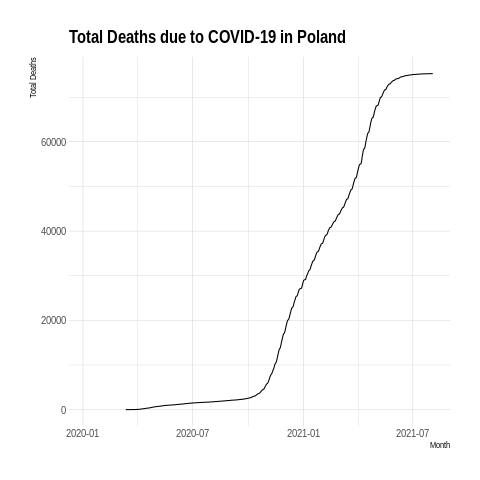 Total Deaths due to COVID-19 in Poland
Total Deaths
60000
40000
20000
0
2020-01 2020-07 2021-01 2021-07
Month